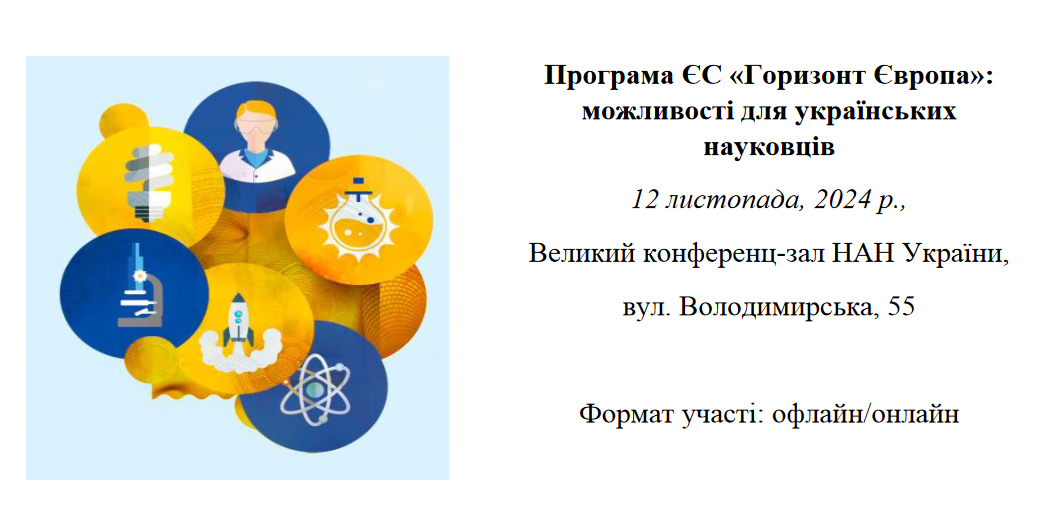 Програма ЄС «Горизонт Європа»:
можливості для українських
науковців
12 листопада, 2024 р.,
Великий конференц-зал НАН України,
вул. Володимирська, 55
Формат участі: офлайн/онлайн